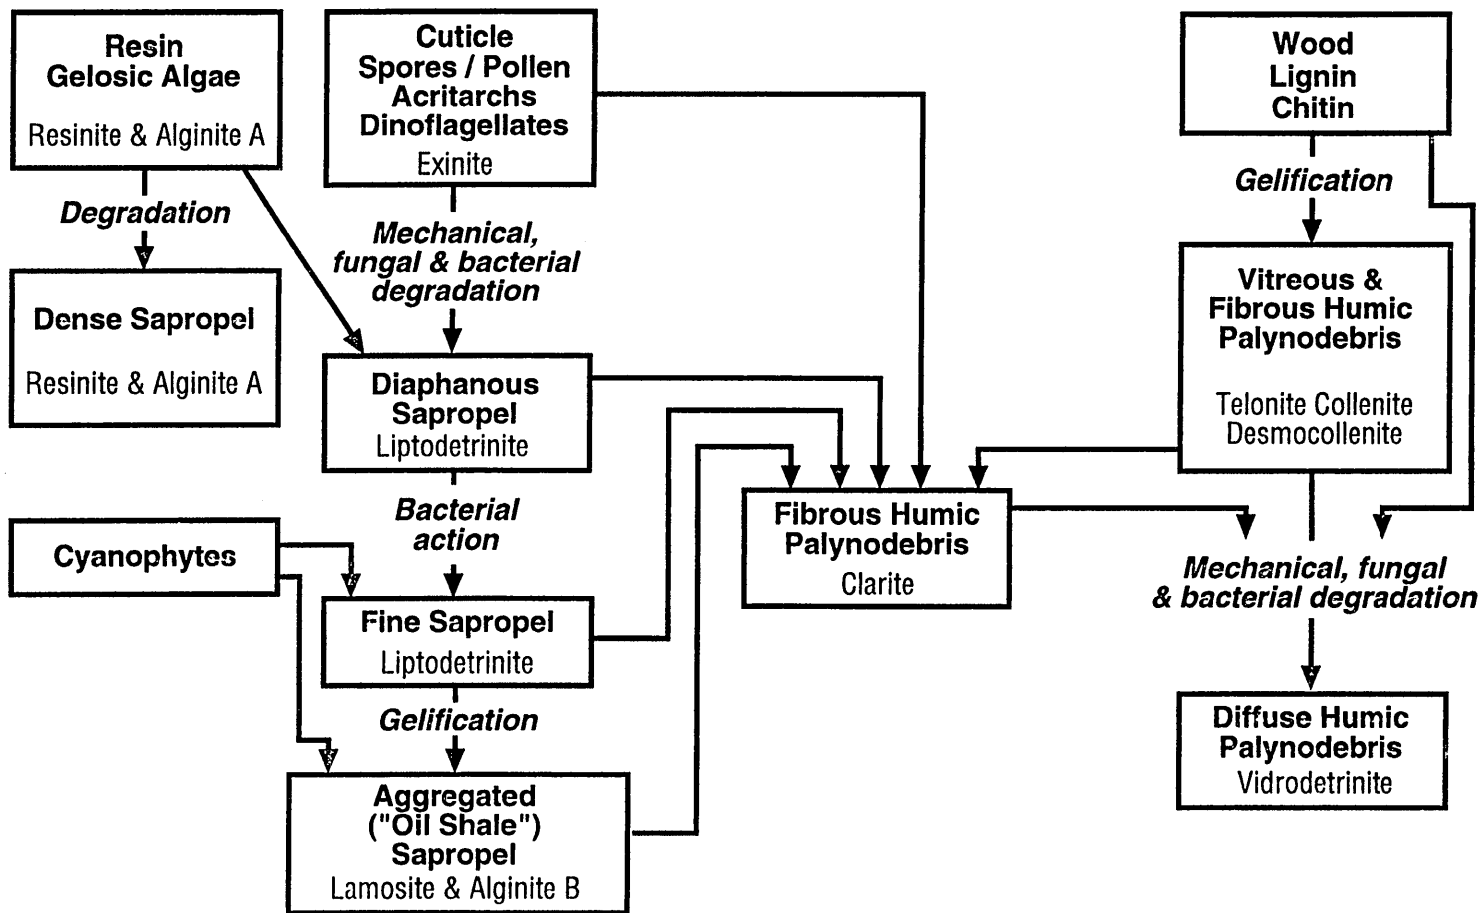 Resin
Gelosic Algae
Resinite & Alginite A
Degradation
Dense Sapropel
Resinite & Alginite A
Cyanophytes
Cuticle
Spores / Pollen
Acritarchs
Dinoflagellates
Exinite
Mechanical,
fungal & bacterial
degradation
Diaphanous
Sapropel
Liptodetrinite
Bacterial
action
Fine Sapropel
Liptodetrinite
Gelification
Aggregated
("Oil Shale")
Sapropel
Lamosite & Alginite B
Fibrous Humic
Palynodebris
Clarite
Wood
Lignin
Chitin
Gelification
Vitreous &
Fibrous Humic
Palynodebris
Telonite Collenite
Desmocollenite
Mechanical, fungal
& bacterial degradation
Diffuse Humic
Palynodebris
Vidrodetrinite